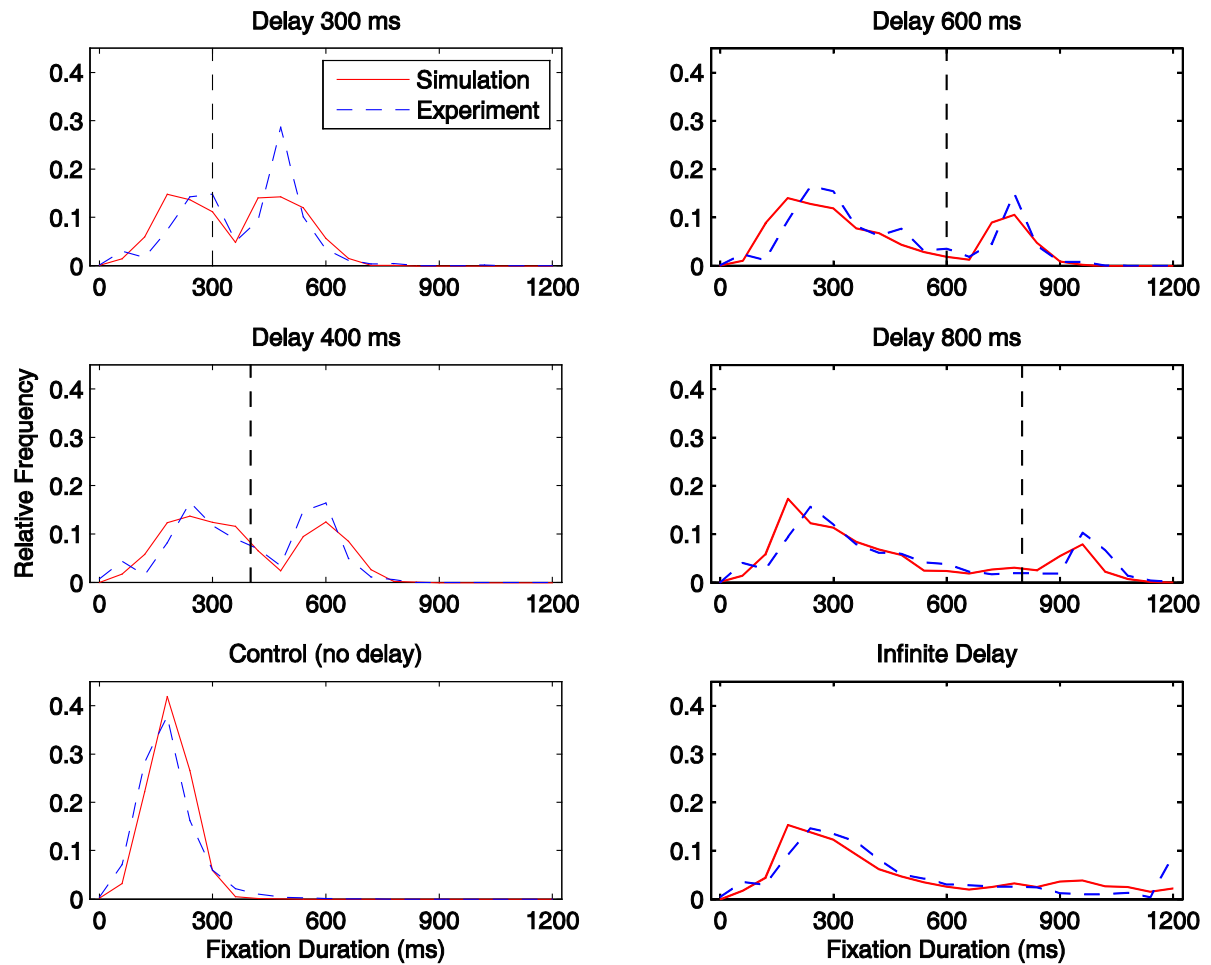 Delay 300 ms
Simulation
Experiment
0.4
0.3
0.2
0.1
0
0 300 600 900 1200
Delay 600 ms
0.4
0.3
0.2
0.1
0
0 300 600 900 1200
Delay 400 ms
Relative Frequency
0.4
0.3
0.2
0.1
0
0 300 600 900 1200
Delay 800 ms
0.4
0.3
0.2
0.1
0
0 300 600 900 1200
Control (no delay)
0.4
0.3
0.2
0.1
0
0 300 600 900 1200
Fixation Duration (ms)
Infinite Delay
0.4
0.3
0.2
0.1
0
0 300 600 900 1200
Fixation Duration (ms)